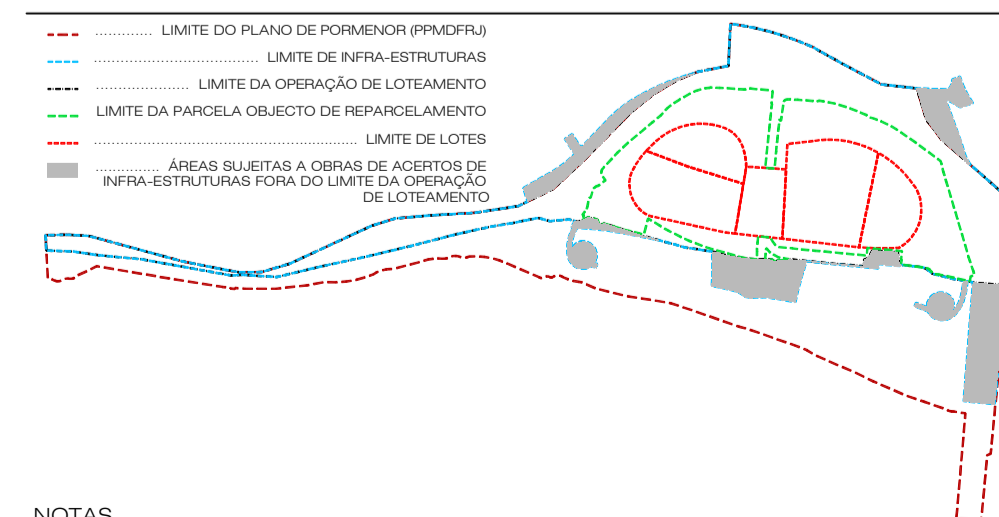 ............. LIMITE DO PLANO DE PORMENOR (PPMDFRJ)
................................... LIMITE DE INFRA-ESTRUTURAS
.................... LIMITE DA OPERAÇÃO DE LOTEAMENTO
LIMITE DA PARCELA OBJECTO DE REPARCELAMENTO
......................................................... LIMITE DE LOTES
.............. ÁREAS SUJEITAS A OBRAS DE ACERTOS DE
INFRA-ESTRUTURAS FORA DO LIMITE DA OPERAÇÃO
DE LOTEAMENTO
NOTAS